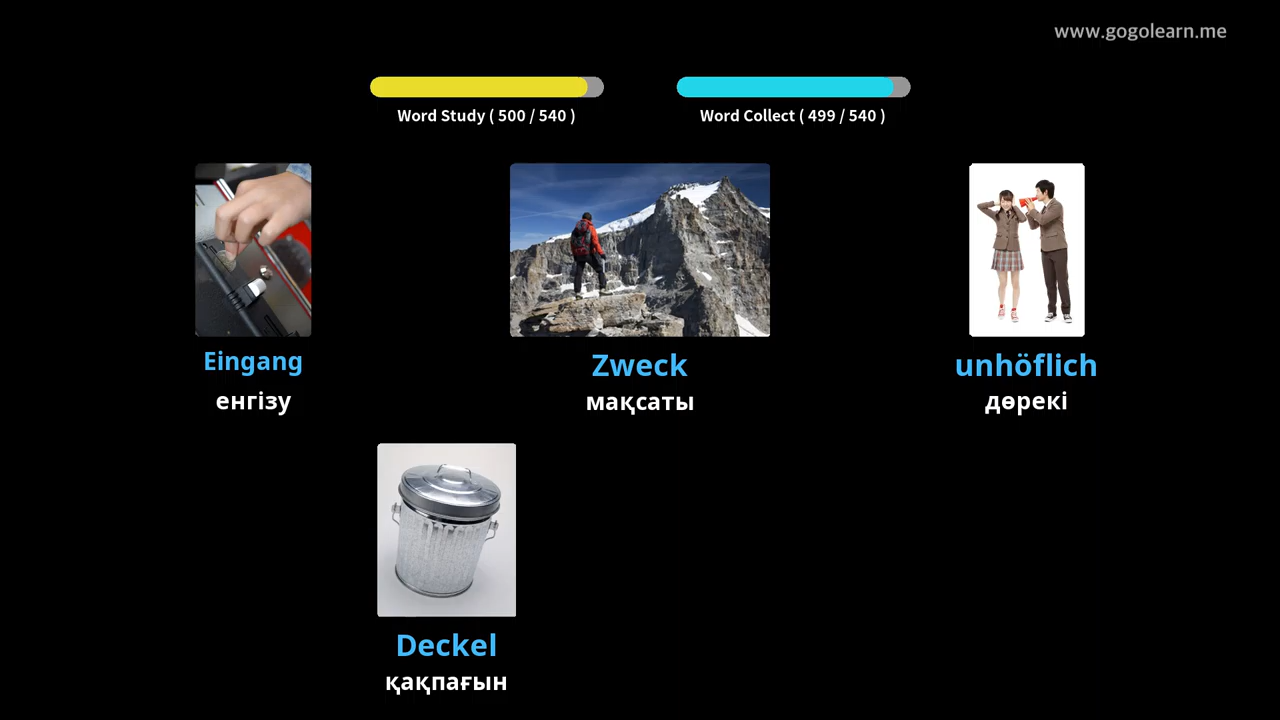 www.gogolearn.me
Word Study ( 500 / 540 )
Word Collect ( 499 / 540 )
Eingang
енгізу
Zweck
мақсаты
unhöflich
дөрекі
Deckel
қақпағын